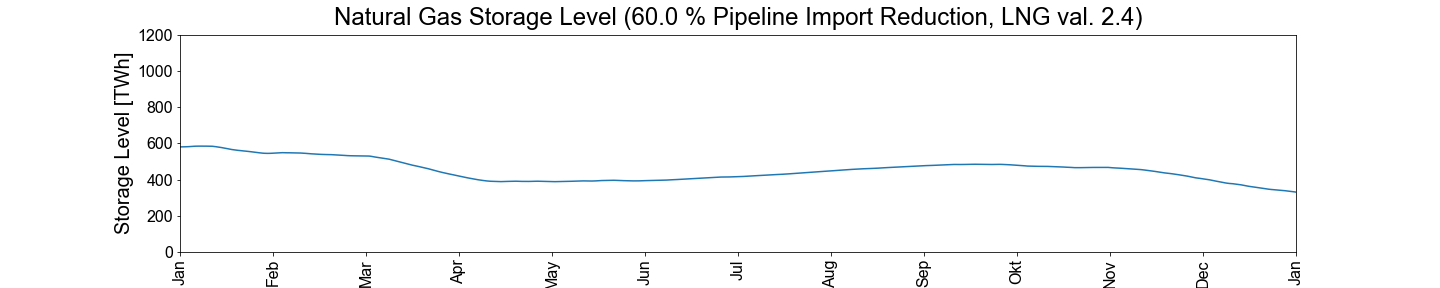 Natural Gas Storage Level (60.0 % Pipeline Import Reduction, LNG val. 2.4)
Storage Level [TWh]
1200
1000
800
600
400
200
0
Jan
Feb
Mar
Apr
May
Jun
Jul
Aug
Sep
Okt
Nov
Dec
Jan